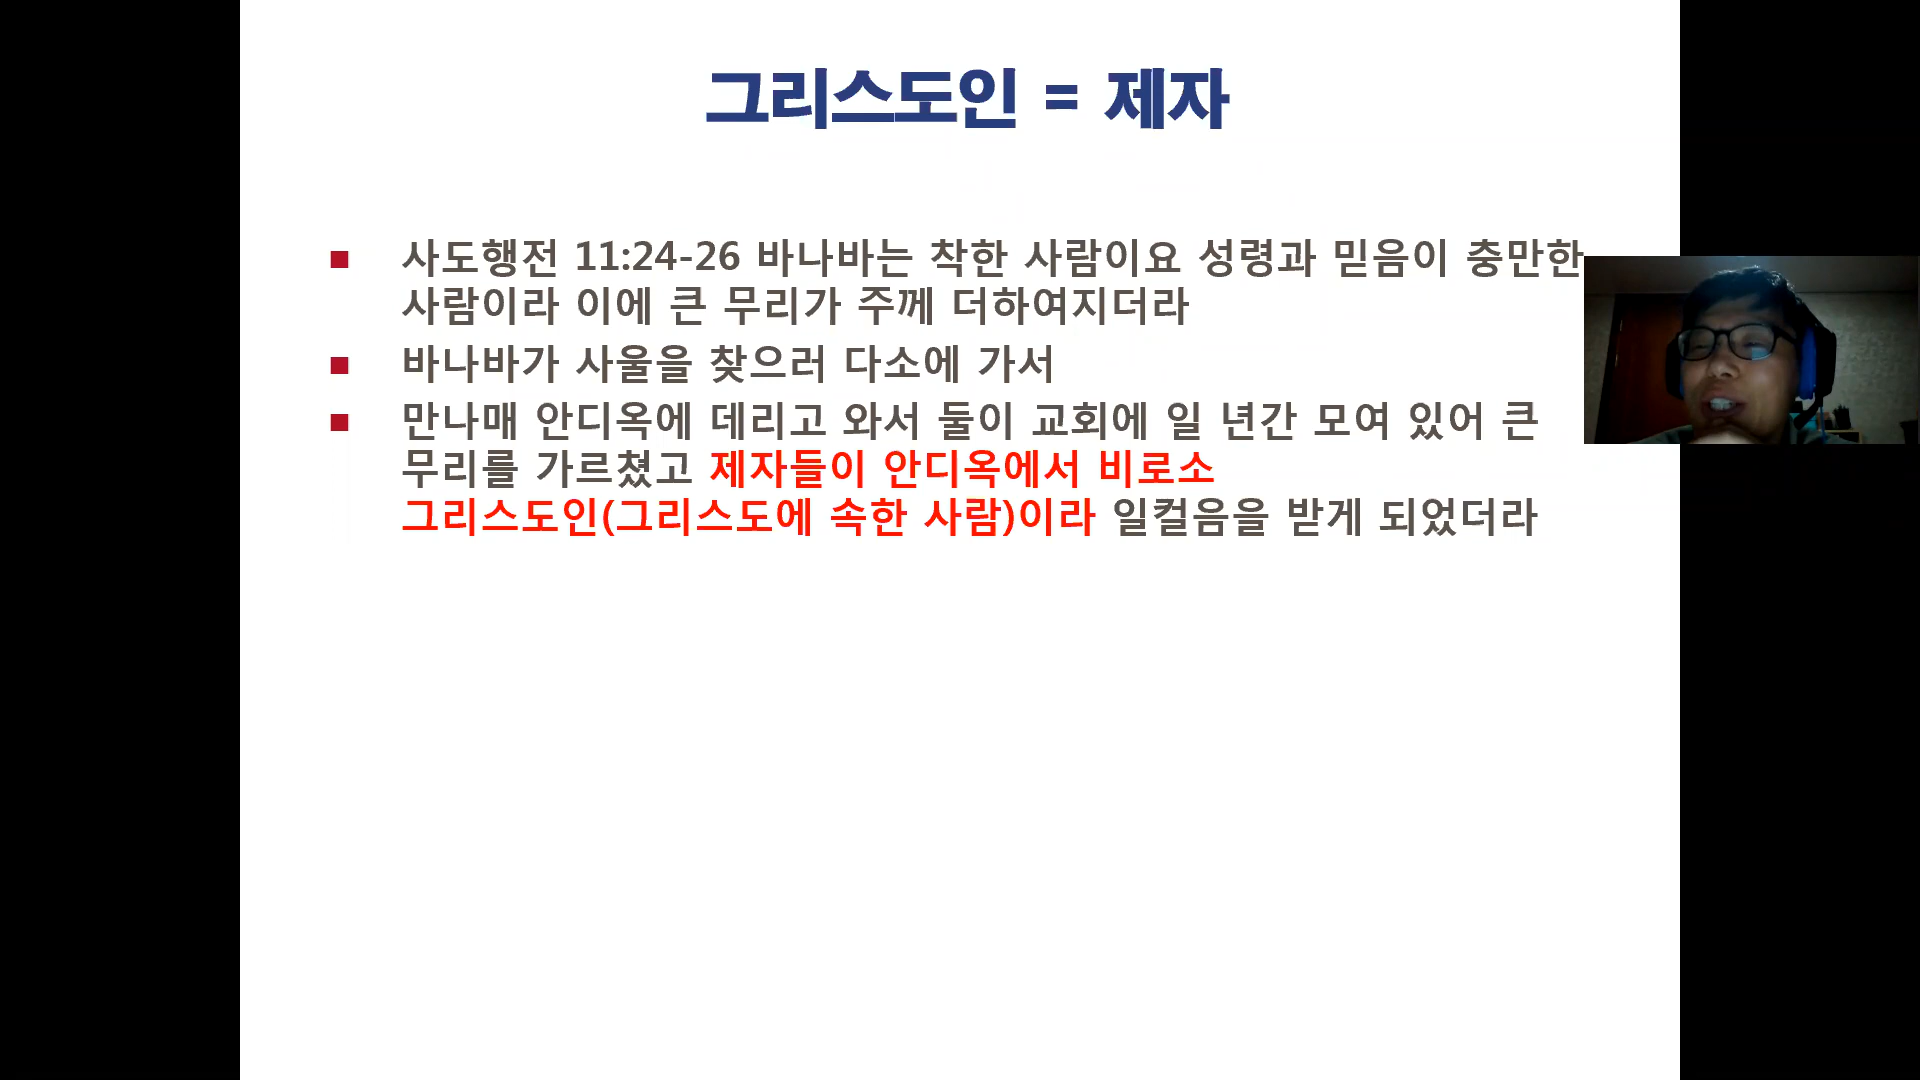 그리스도인 = 제자
사도행전 11:24-26 바나바는 착한 사람이요 성령과 믿음이 충만한
사람이라 이에 큰 무리가 주께 더하여지더라
바나바가 사울을 찾으러 다소에 가서
만나매 안디옥에 데리고 와서 둘이 교회에 일 년간 모여 있어 큰
무리를 가르쳤고 제자들이 안디옥에서 비로소
그리스도인(그리스도에 속한 사람)이라 일컬음을 받게 되었더라